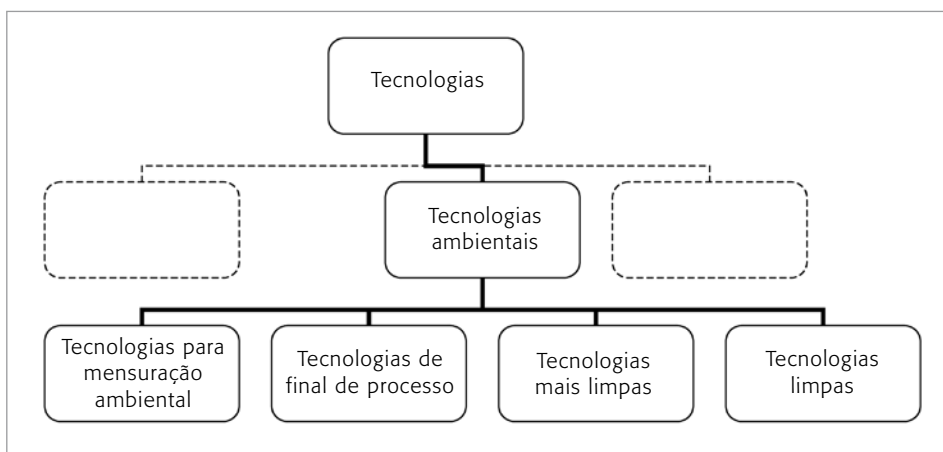 Tecnologias
Tecnologias
ambientais
Tecnologias para
mensuração
ambiental
Tecnologias de
final de processo
Tecnologias
mais limpas
Tecnologias
limpas